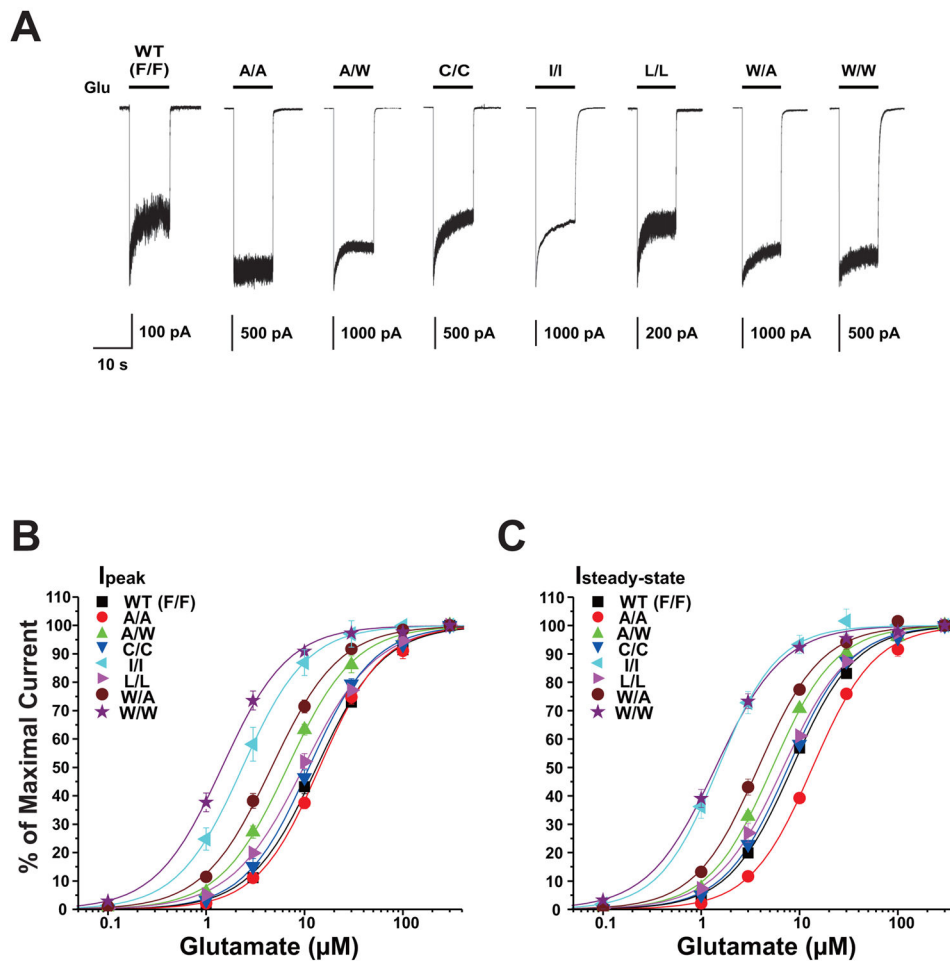 A
WT
(F/F) A/A A/W C/C I/I L/L W/A W/W
Glu
100 pA 500 pA 1000 pA 500 pA 1000 pA 200 pA 1000 pA 500 pA
10 s
B
Ipeak
WT (F/F)
A/A
A/W
C/C
I/I
L/L
W/A
W/W
% of Maximal Current
110
100
90
80
70
60
50
40
30
20
10
0
0.1 1 10 100
Glutamate (µM)
C
Isteady-state
WT (F/F)
A/A
A/W
C/C
I/I
L/L
W/A
W/W
110
100
90
80
70
60
50
40
30
20
10
0
0.1 1 10 100
Glutamate (µM)